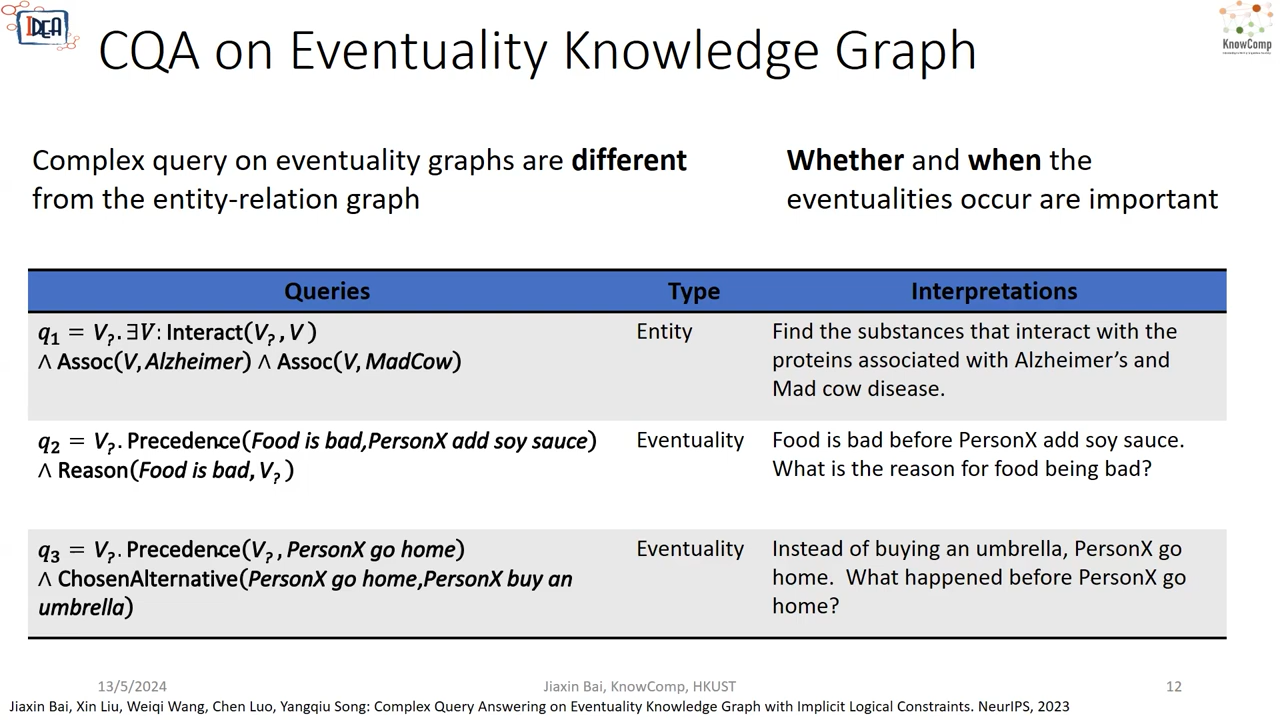 IDEA
KnowComp
CQA on Eventuality Knowledge Graph
Complex query on eventuality graphs are different
from the entity-relation graph
Whether and when the
eventualities occur are important
Queries Type Interpretations
q₁ = V?. ∃V: Interact(V?, V)
∧ Assoc(V, Alzheimer) ∧ Assoc(V, MadCow)
Entity
Find the substances that interact with the
proteins associated with Alzheimer’s and
Mad cow disease.
q₂ = V?. Precedence(Food is bad,PersonX add soy sauce)
∧ Reason(Food is bad, V?)
Eventuality
Food is bad before PersonX add soy sauce.
What is the reason for food being bad?
q₃ = V?. Precedence(V?, PersonX go home)
∧ ChosenAlternative(PersonX go home,PersonX buy an
umbrella)
Eventuality
Instead of buying an umbrella, PersonX go
home. What happened before PersonX go
home?
13/5/2024
Jiaxin Bai, KnowComp, HKUST
12
Jiaxin Bai, Xin Liu, Weiqi Wang, Chen Luo, Yangqiu Song: Complex Query Answering on Eventuality Knowledge Graph with Implicit Logical Constraints. NeurIPS, 2023